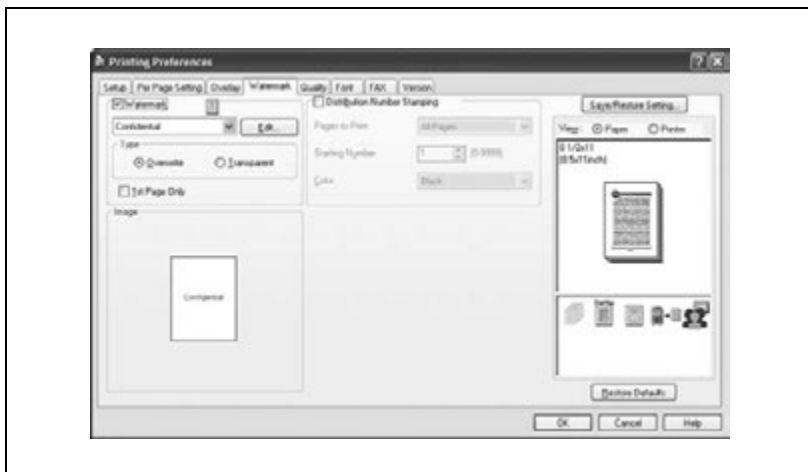 Printing Preferences
Setup Per Page Setting Overlay Watermark Quality Font FAX Version
Watermark
Confidential Edit...
Type
Overwrite Transparent
1st Page Only
Image
Confidential
Distribution Number Stamping
Pages to Print All Pages
Starting Number 1 (0-9999)
Color Black
Save/Restore Setting...
View: Paper Printer
8 1/2x11
(8.5x11inch)
Restore Defaults
OK Cancel Help